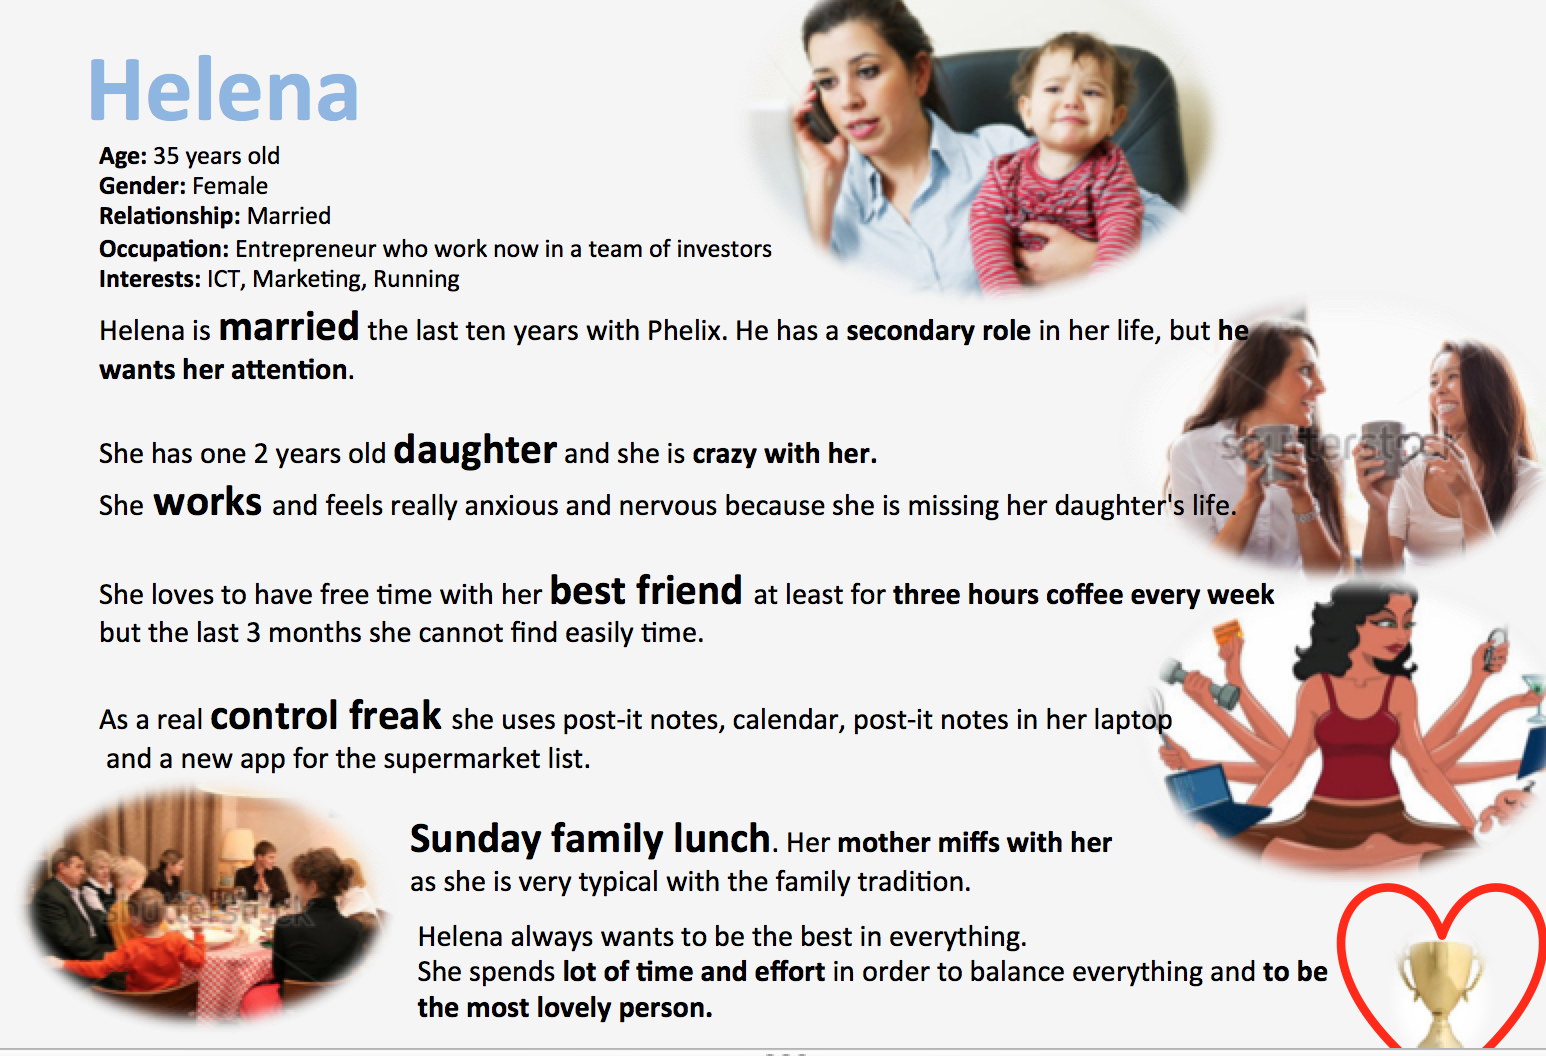 Helena
Age: 35 years old
Gender: Female
Relationship: Married
Occupation: Entrepreneur who work now in a team of investors
Interests: ICT, Marketing, Running
Helena is married the last ten years with Phelix. He has a secondary role in her life, but he
wants her attention.
She has one 2 years old daughter and she is crazy with her.
She works and feels really anxious and nervous because she is missing her daughter's life.
shutterstock
She loves to have free time with her best friend at least for three hours coffee every week
but the last 3 months she cannot find easily time.
As a real control freak she uses post-it notes, calendar, post-it notes in her laptop
and a new app for the supermarket list.
Sunday family lunch. Her mother miffs with her
as she is very typical with the family tradition.
shutterstock
Helena always wants to be the best in everything.
She spends lot of time and effort in order to balance everything and to be
the most lovely person.